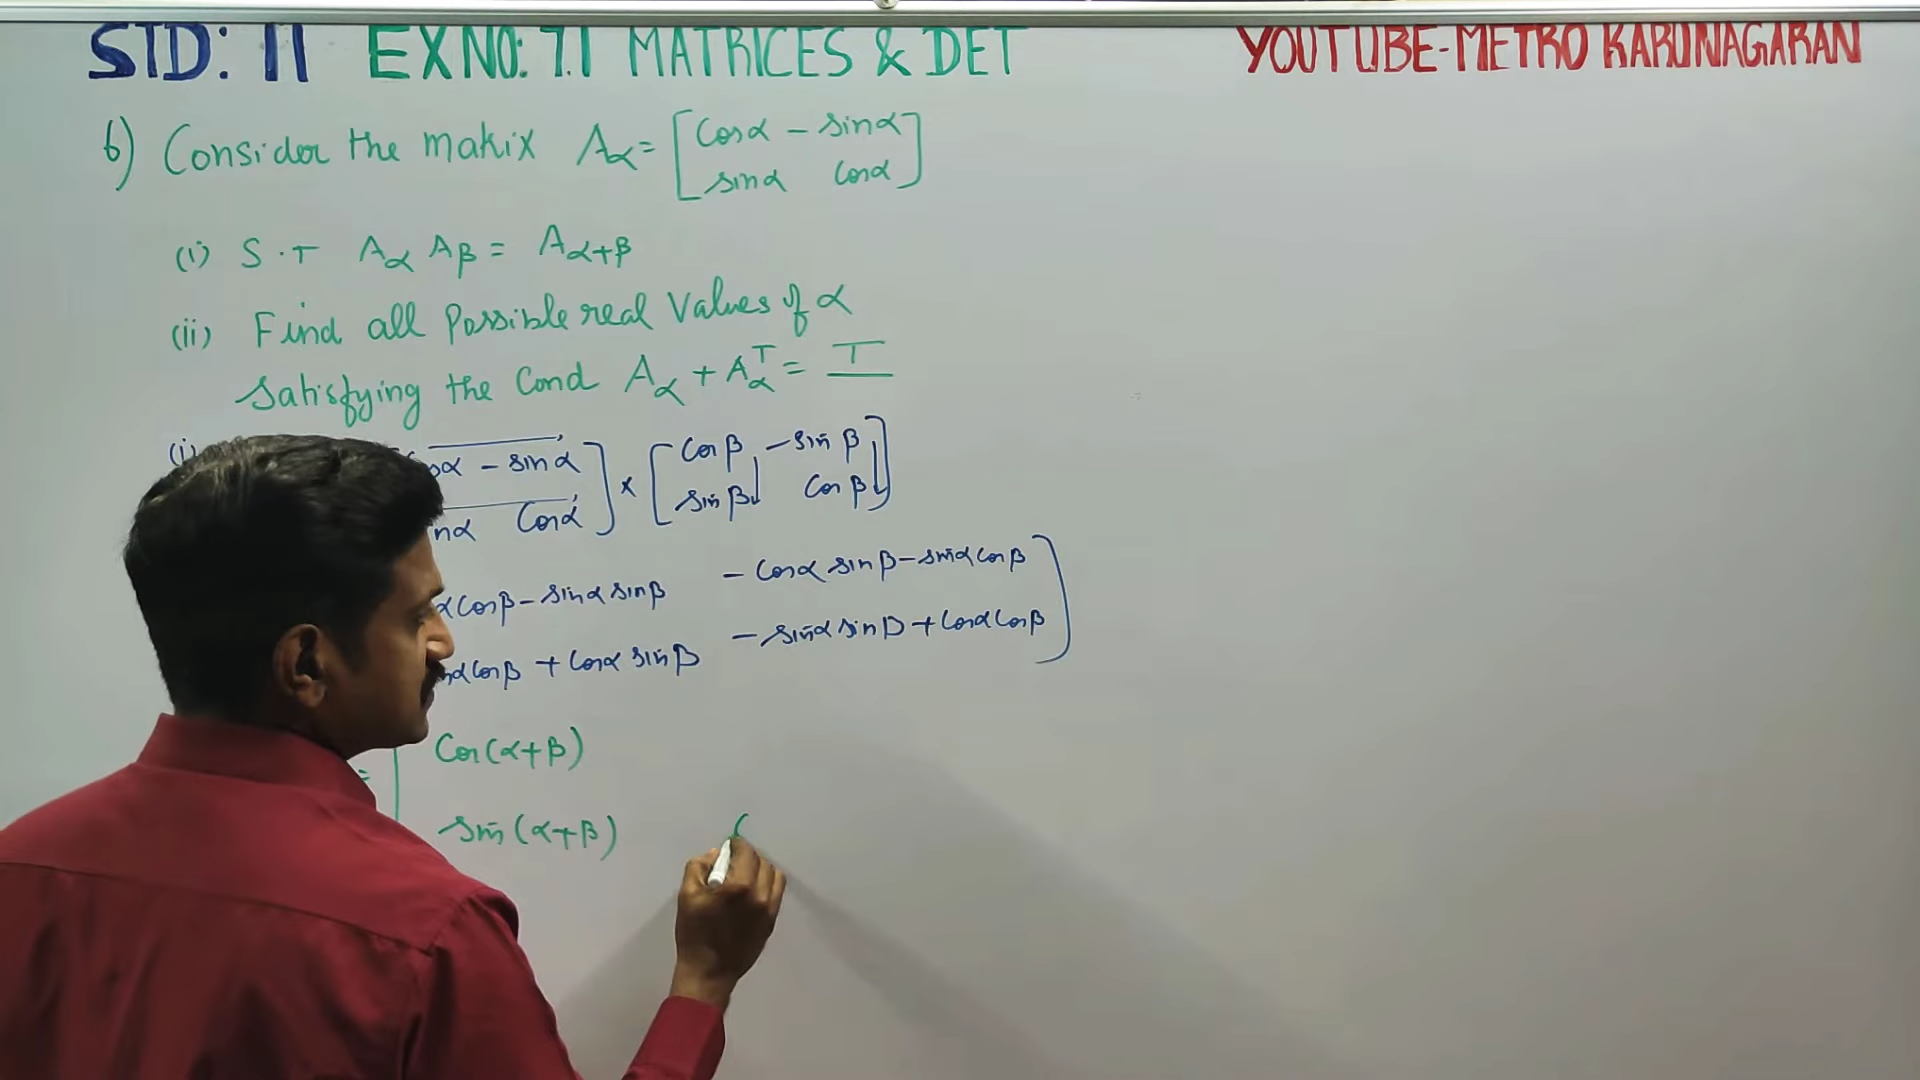 STD: 11 EX NO: 7.1 MATRICES & DET YOUTUBE-METRO KARUNAGARAN
6) Consider the matrix Aα = [cosα - sinα
sinα cosα]
(i) S.T Aα Aβ = Aα+β
(ii) Find all possible real values of α
satisfying the cond Aα + Aα^T = I
(i) cosα - sinα] × [cosβ - sinβ
nα cosα] [sinβ cosβ]
αcosβ - sinα sinβ - cosα sinβ - sinα cosβ
αcosβ + cosα sinβ - sinα sinβ + cosα cosβ
= cos(α+β)
sin(α+β) C